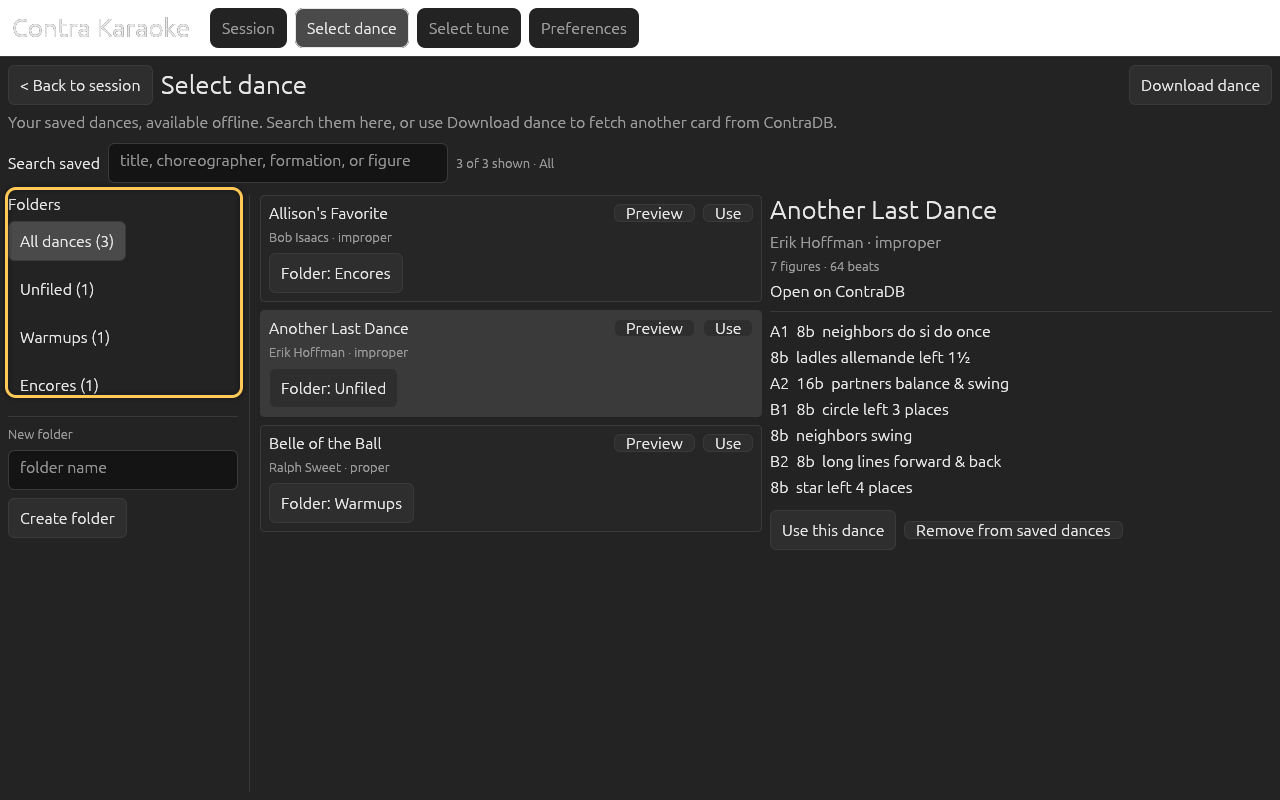 Contra Karaoke
Session
Select dance
Select tune
Preferences
< Back to session
Select dance
Download dance
Your saved dances, available offline. Search them here, or use Download dance to fetch another card from ContraDB.
Search saved
title, choreographer, formation, or figure
3 of 3 shown · All
Folders
All dances (3)
Unfiled (1)
Warmups (1)
Encores (1)
New folder
folder name
Create folder
Allison's Favorite
Preview
Use
Bob Isaacs · improper
Folder: Encores
Another Last Dance
Preview
Use
Erik Hoffman · improper
Folder: Unfiled
Belle of the Ball
Preview
Use
Ralph Sweet · proper
Folder: Warmups
Another Last Dance
Erik Hoffman · improper
7 figures · 64 beats
Open on ContraDB
A1 8b neighbors do si do once
8b ladles allemande left 1½
A2 16b partners balance & swing
B1 8b circle left 3 places
8b neighbors swing
B2 8b long lines forward & back
8b star left 4 places
Use this dance
Remove from saved dances